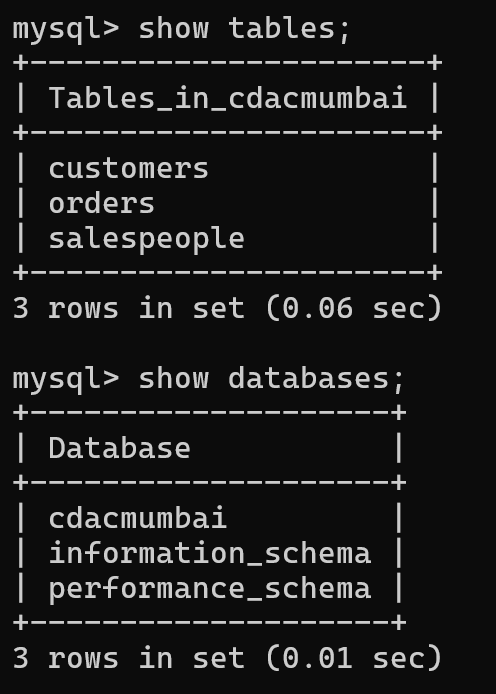 mysql> show tables;
+----------------------+
| Tables_in_cdacmumbai |
+----------------------+
| customers            |
| orders               |
| salespeople          |
+----------------------+
3 rows in set (0.06 sec)

mysql> show databases;
+--------------------+
| Database           |
+--------------------+
| cdacmumbai         |
| information_schema |
| performance_schema |
+--------------------+
3 rows in set (0.01 sec)